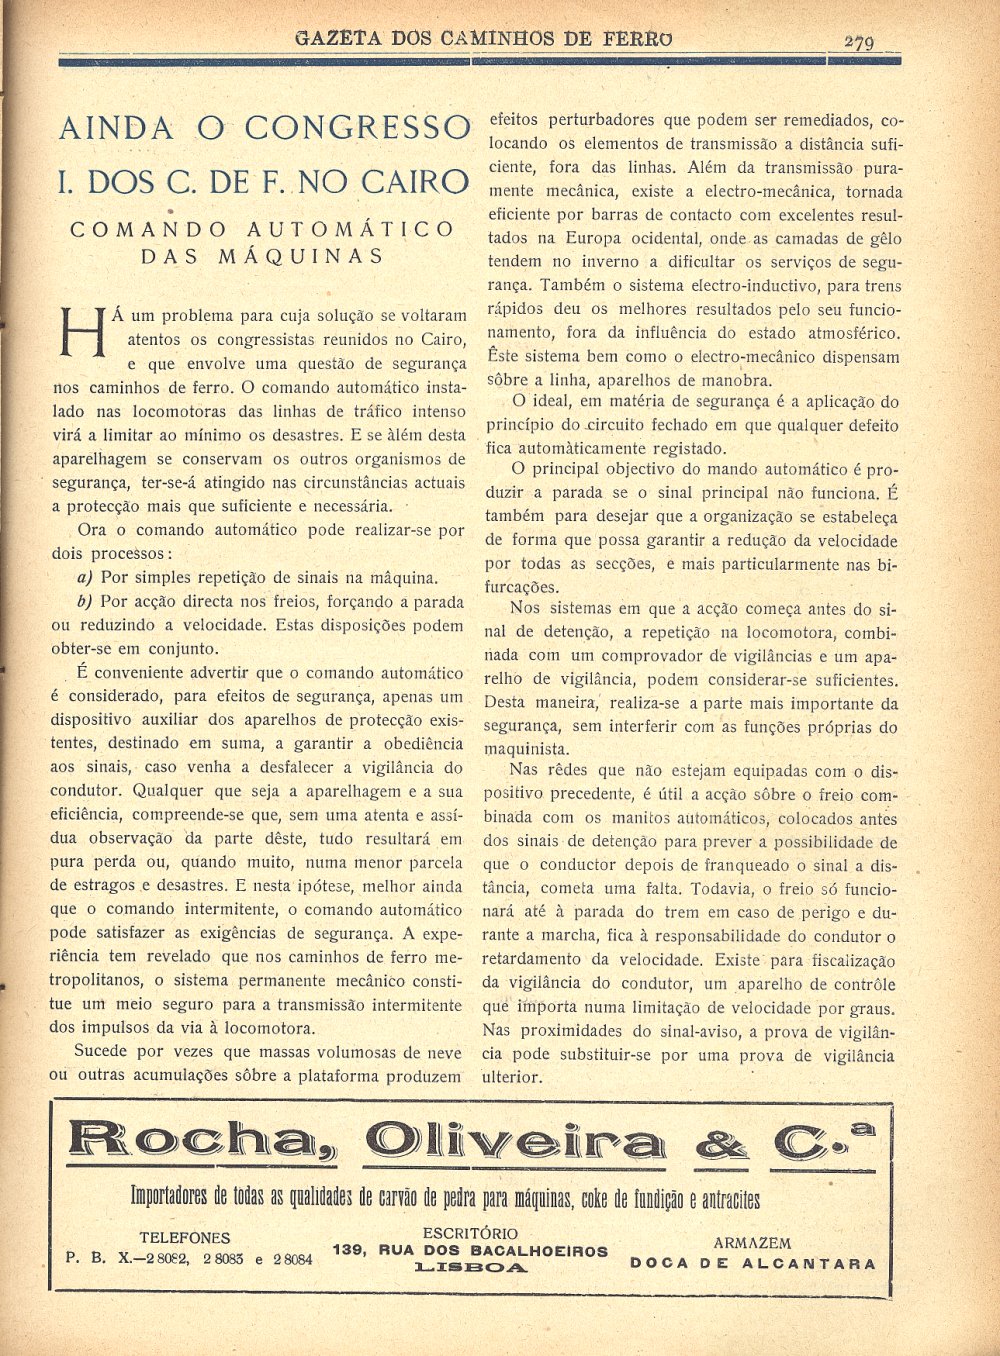 GAZETA DOS CAMINHOS DE FERRO
279
AINDA O CONGRESSO
I. DOS C. DE F. NO CAIRO
COMANDO AUTOMÁTICO
DAS MÁQUINAS
HÁ um problema para cuja solução se voltaram
atentos os congressistas reunidos no Cairo,
e que envolve uma questão de segurança
nos caminhos de ferro. O comando automático insta-
lado nas locomotoras das linhas de tráfico intenso
virá a limitar ao mínimo os desastres. E se àlém desta
aparelhagem se conservam os outros organismos de
segurança, ter-se-á atingido nas circunstâncias actuais
a protecção mais que suficiente e necessária.
Ora o comando automático pode realizar-se por
dois processos:
a) Por simples repetição de sinais na mâquina.
b) Por acção directa nos freios, forçando a parada
ou reduzindo a velocidade. Estas disposições podem
obter-se em conjunto.
É conveniente advertir que o comando automático
é considerado, para efeitos de segurança, apenas um
dispositivo auxiliar dos aparelhos de protecção exis-
tentes, destinado em suma, a garantir a obediência
aos sinais, caso venha a desfalecer a vigilância do
condutor. Qualquer que seja a aparelhagem e a sua
eficiência, compreende-se que, sem uma atenta e assí-
dua observação da parte dêste, tudo resultará em
pura perda ou, quando muito, numa menor parcela
de estragos e desastres. E nesta ipótese, melhor ainda
que o comando intermitente, o comando automático
pode satisfazer as exigências de segurança. A expe-
riência tem revelado que nos caminhos de ferro me-
tropolitanos, o sistema permanente mecânico consti-
tue um meio seguro para a transmissão intermitente
dos impulsos da via à locomotora.
Sucede por vezes que massas volumosas de neve
ou outras acumulações sôbre a plataforma produzem
efeitos perturbadores que podem ser remediados, co-
locando os elementos de transmissão a distância sufi-
ciente, fora das linhas. Além da transmissão pura-
mente mecânica, existe a electro-mecânica, tornada
eficiente por barras de contacto com excelentes resul-
tados na Europa ocidental, onde as camadas de gêlo
tendem no inverno a dificultar os serviços de segu-
rança. Também o sistema electro-inductivo, para trens
rápidos deu os melhores resultados pelo seu funcio-
namento, fora da influência do estado atmosférico.
Êste sistema bem como o electro-mecânico dispensam
sôbre a linha, aparelhos de manobra.
O ideal, em matéria de segurança é a aplicação do
princípio do circuito fechado em que qualquer defeito
fica automàticamente registado.
O principal objectivo do mando automático é pro-
duzir a parada se o sinal principal não funciona. É
também para desejar que a organização se estabeleça
de forma que possa garantir a redução da velocidade
por todas as secções, e mais particularmente nas bi-
furcações.
Nos sistemas em que a acção começa antes do si-
nal de detenção, a repetição na locomotora, combi-
nada com um comprovador de vigilâncias e um apa-
relho de vigilância, podem considerar-se suficientes.
Desta maneira, realiza-se a parte mais importante da
segurança, sem interferir com as funções próprias do
maquinista.
Nas rêdes que não estejam equipadas com o dis-
positivo precedente, é útil a acção sôbre o freio com-
binada com os manitos automáticos, colocados antes
dos sinais de detenção para prever a possibilidade de
que o conductor depois de franqueado o sinal a dis-
tância, cometa uma falta. Todavia, o freio só funcio-
nará até à parada do trem em caso de perigo e du-
rante a marcha, fica à responsabilidade do condutor o
retardamento da velocidade. Existe para fiscalização
da vigilância do condutor, um aparelho de contrôle
que importa numa limitação de velocidade por graus.
Nas proximidades do sinal-aviso, a prova de vigilân-
cia pode substituir-se por uma prova de vigilância
ulterior.
Rocha, Oliveira & C.ª
Importadores de todas as qualidades de carvão de pedra para máquinas, coke de fundição e antracites
TELEFONES
P. B. X.—28082, 28083 e 28084
ESCRITÓRIO
139, RUA DOS BACALHOEIROS
LISBOA
ARMAZEM
DOCA DE ALCANTARA